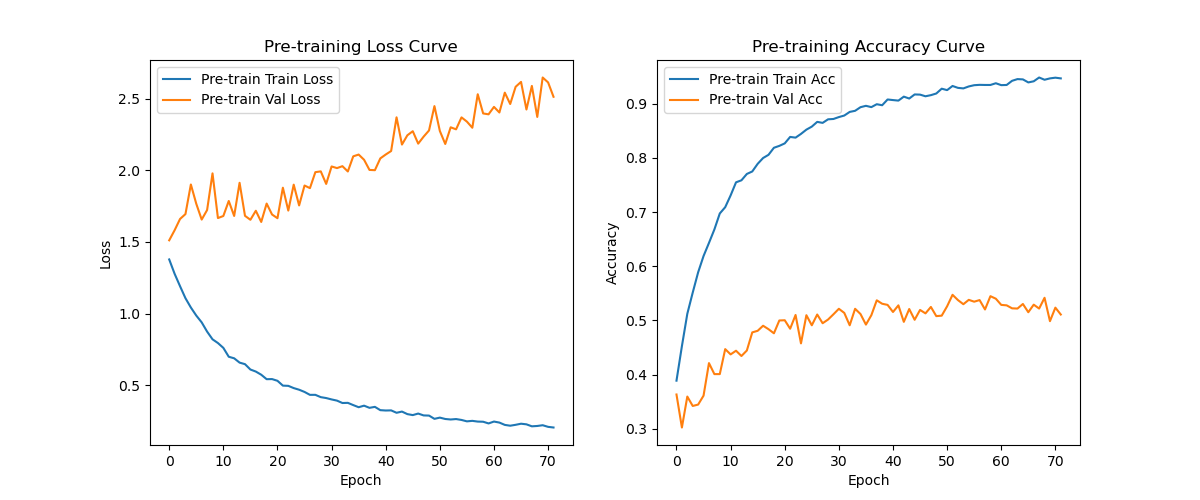 Pre-training Loss Curve
Pre-train Train Loss
Pre-train Val Loss
2.5
2.0
1.5
1.0
0.5
Loss
0 10 20 30 40 50 60 70
Epoch
Pre-training Accuracy Curve
Pre-train Train Acc
Pre-train Val Acc
0.9
0.8
0.7
0.6
0.5
0.4
0.3
Accuracy
0 10 20 30 40 50 60 70
Epoch